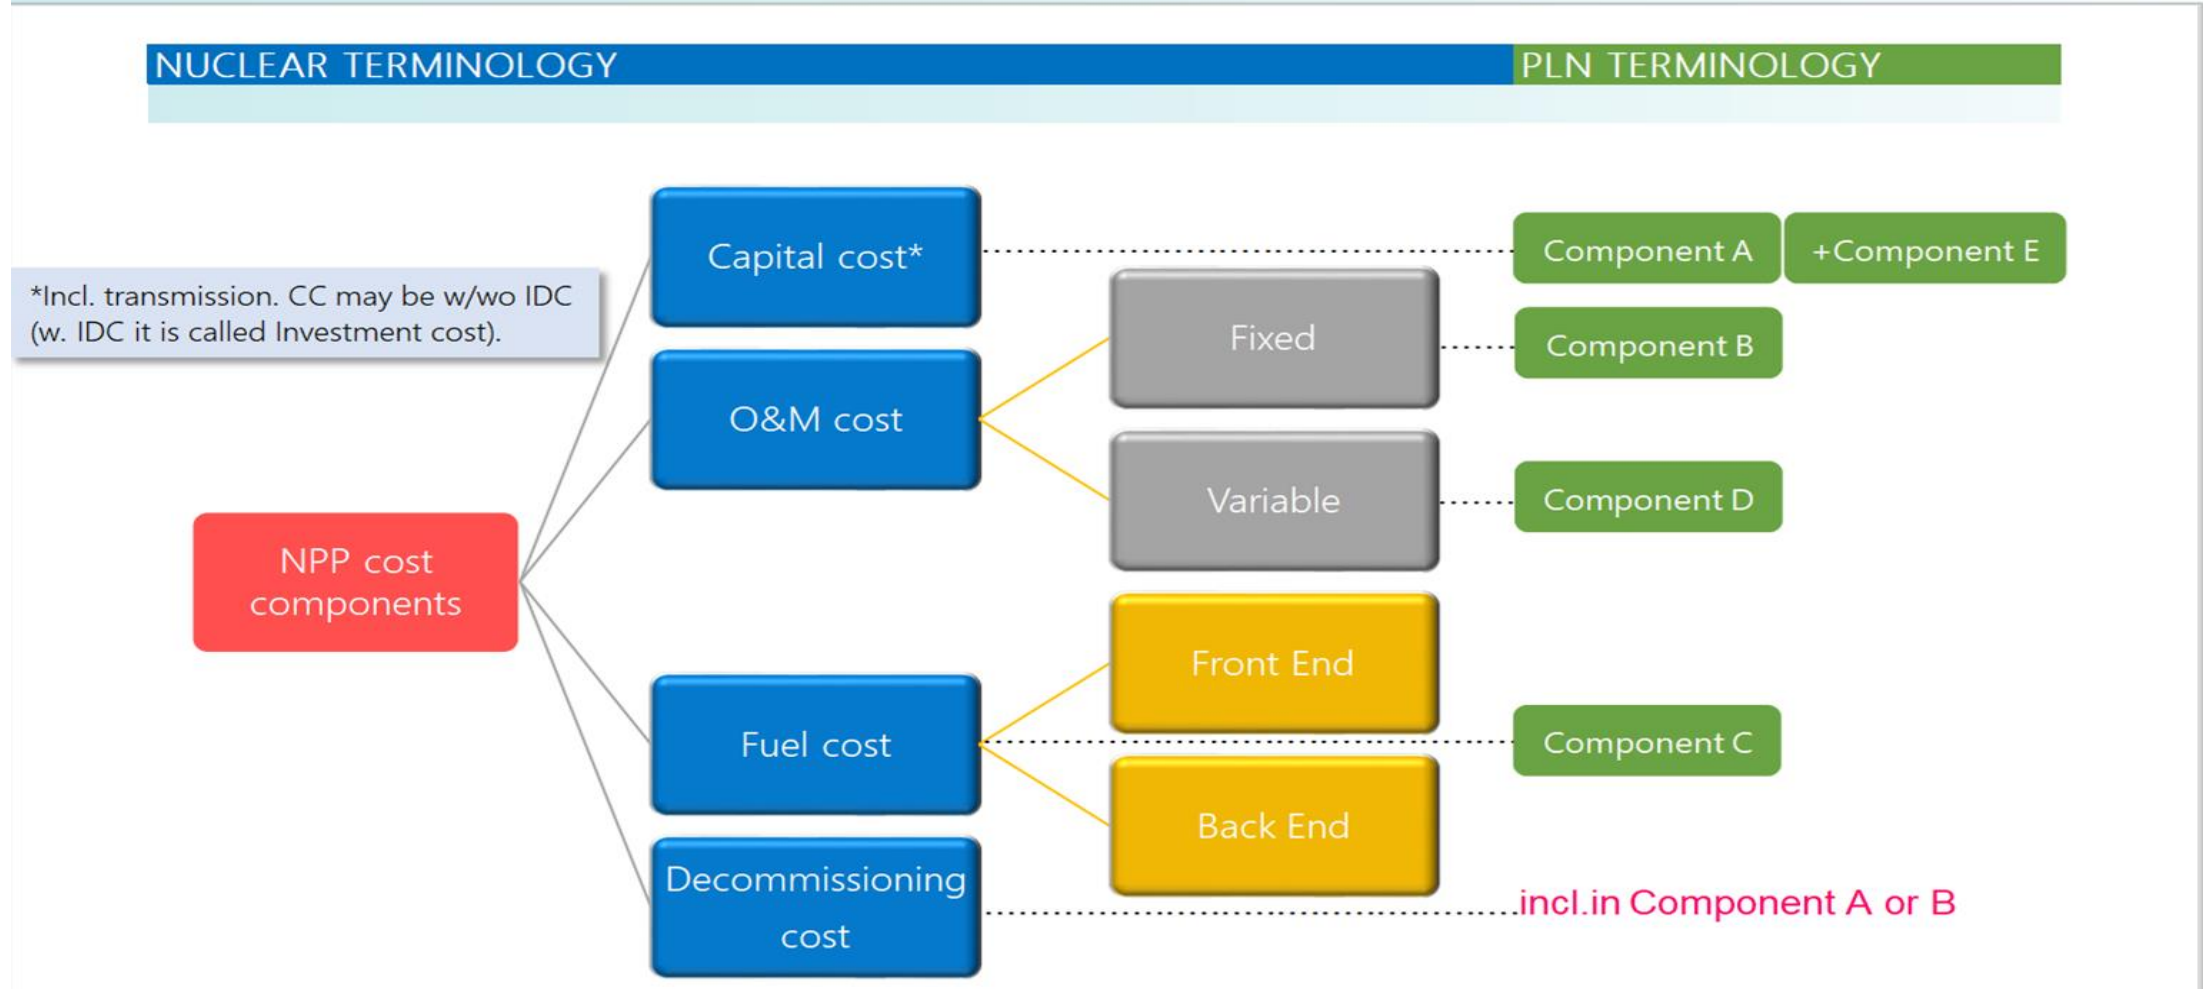 NUCLEAR TERMINOLOGY
PLN TERMINOLOGY
Capital cost*
Component A
+Component E
*Incl. transmission. CC may be w/wo IDC
(w. IDC it is called Investment cost).
Fixed
Component B
O&M cost
Variable
Component D
NPP cost
components
Front End
Fuel cost
Component C
Back End
Decommissioning
cost
incl.in Component A or B